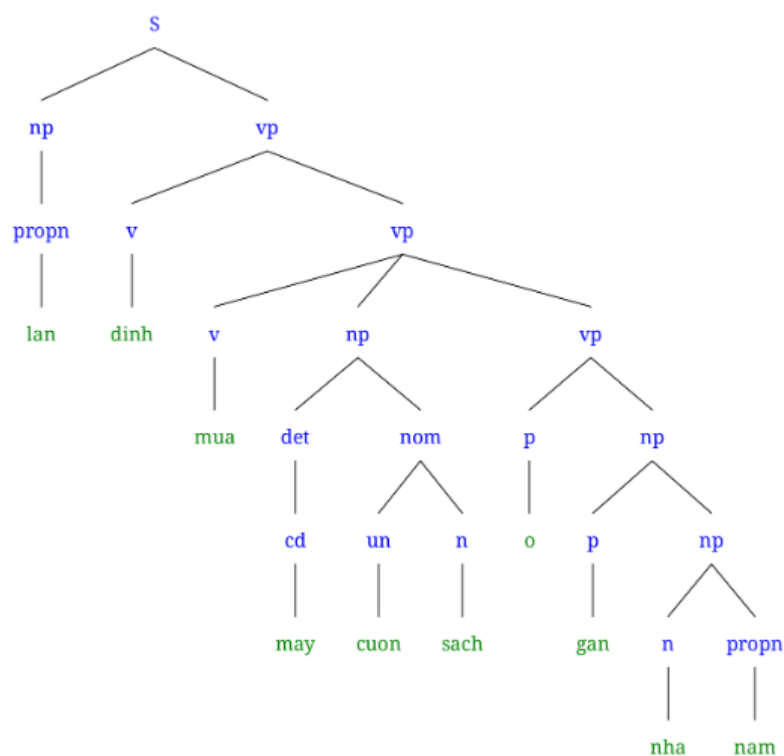 S
np vp
propn v vp
lan dinh v np vp
mua det nom p np
cd un n o p np
may cuon sach gan n propn
nha nam